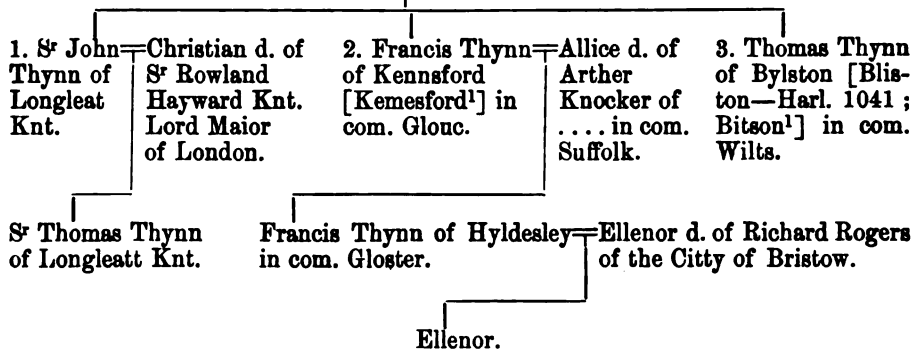 1. Sʳ John═Christian d. of
Thynn of Sʳ Rowland
Longleat Hayward Knt.
Knt. Lord Maior
of London.
2. Francis Thynn═Allice d. of
of Kennsford Arther
[Kemesford¹] in Knocker of
com. Glouc. .... in com.
Suffolk.
3. Thomas Thynn
of Bylston [Blis-
ton—Harl. 1041 ;
Bitson¹] in com.
Wilts.
Sʳ Thomas Thynn
of Longleatt Knt.
Francis Thynn of Hyldesley═Ellenor d. of Richard Rogers
in com. Gloster. of the Citty of Bristow.
Ellenor.